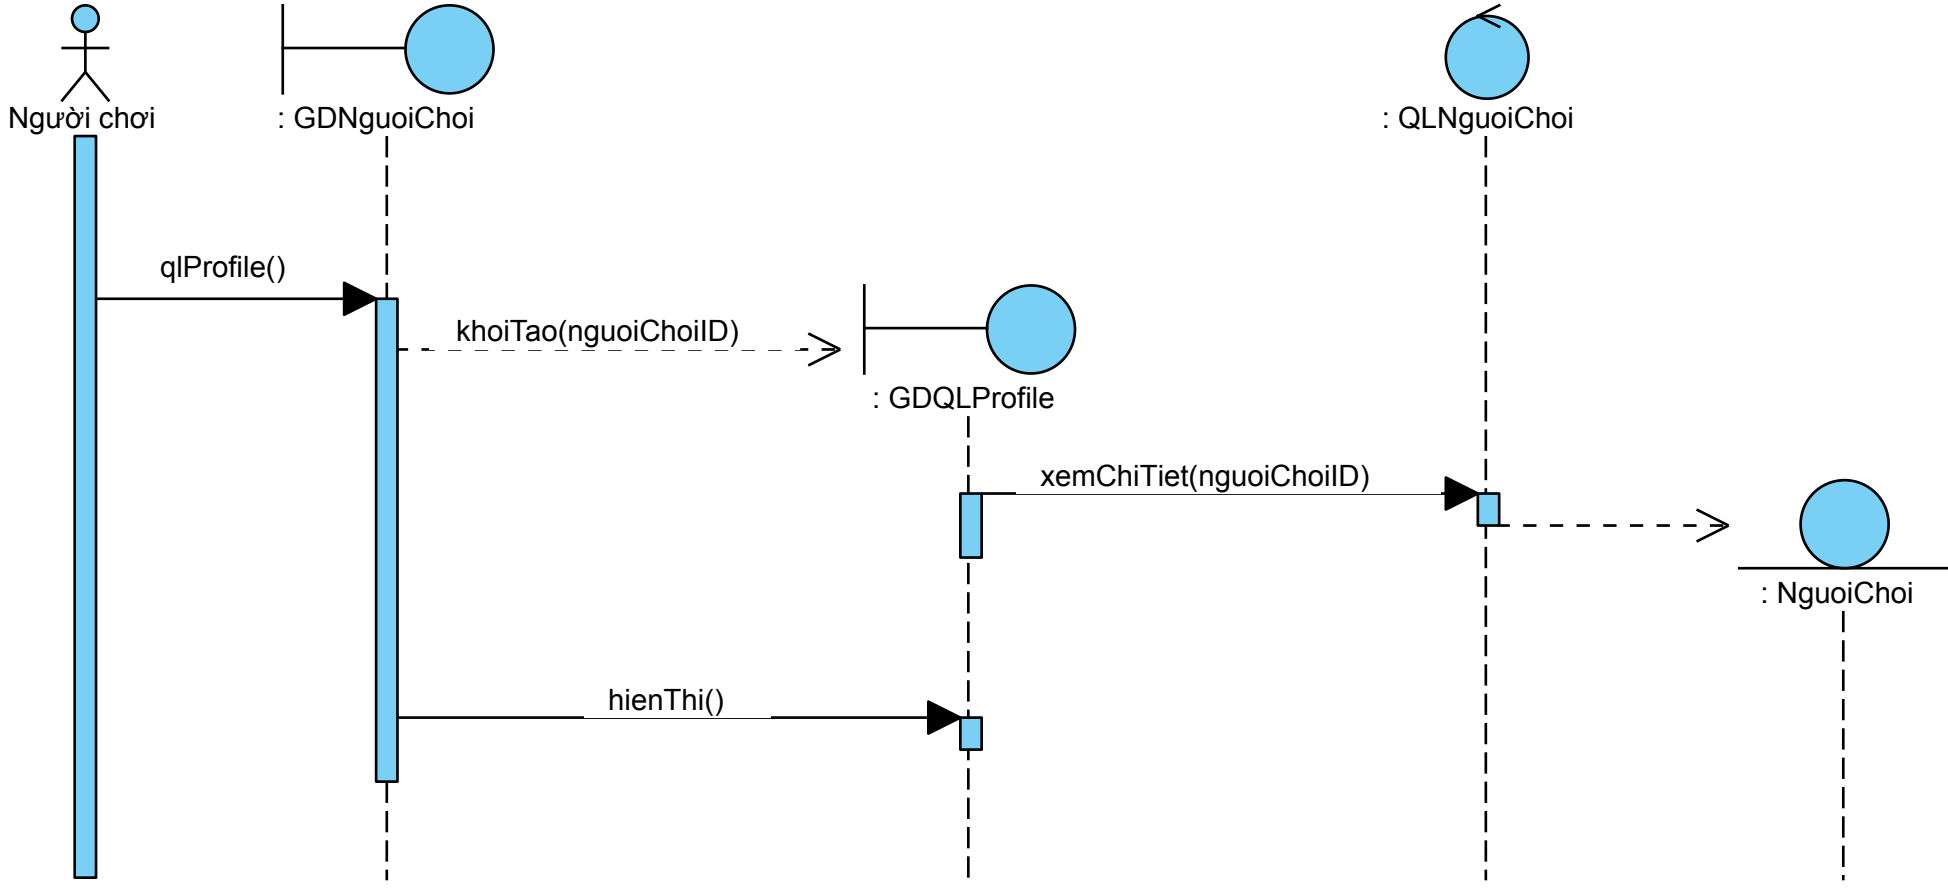 Người chơi
: GDNguoiChoi
: QLNguoiChoi
qlProfile()
khoiTao(nguoiChoiID)
: GDQLProfile
xemChiTiet(nguoiChoiID)
: NguoiChoi
hienThi()